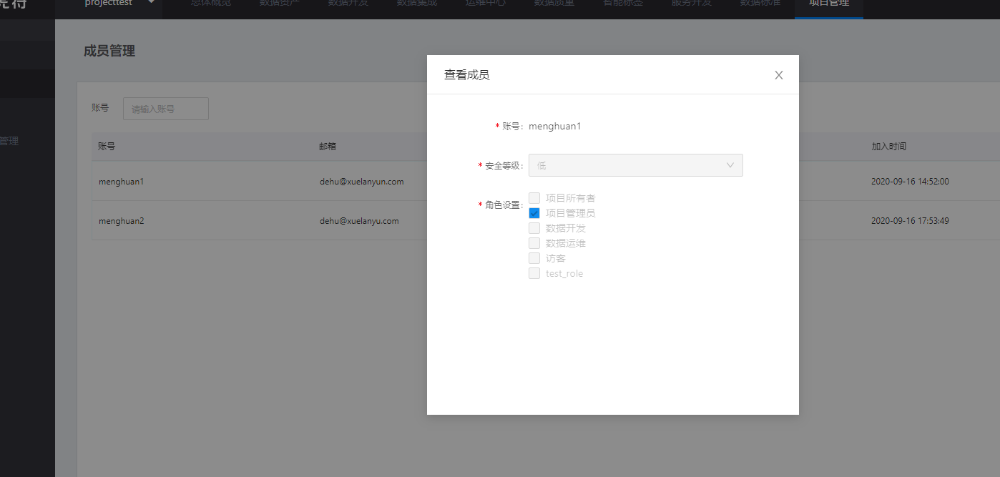 projecttest 总体概览 数据资产 数据开发 数据集成 运维中心 数据质量 智能标签 服务开发 数据标准 项目管理
成员管理
管理
账号 请输入账号
账号 邮箱 加入时间
menghuan1 dehu@xuelanyun.com 2020-09-16 14:52:00
menghuan2 dehu@xuelanyu.com 2020-09-16 17:53:49
查看成员
* 账号: menghuan1
* 安全等级: 低
* 角色设置: 项目所有者
项目管理员
数据开发
数据运维
访客
test_role